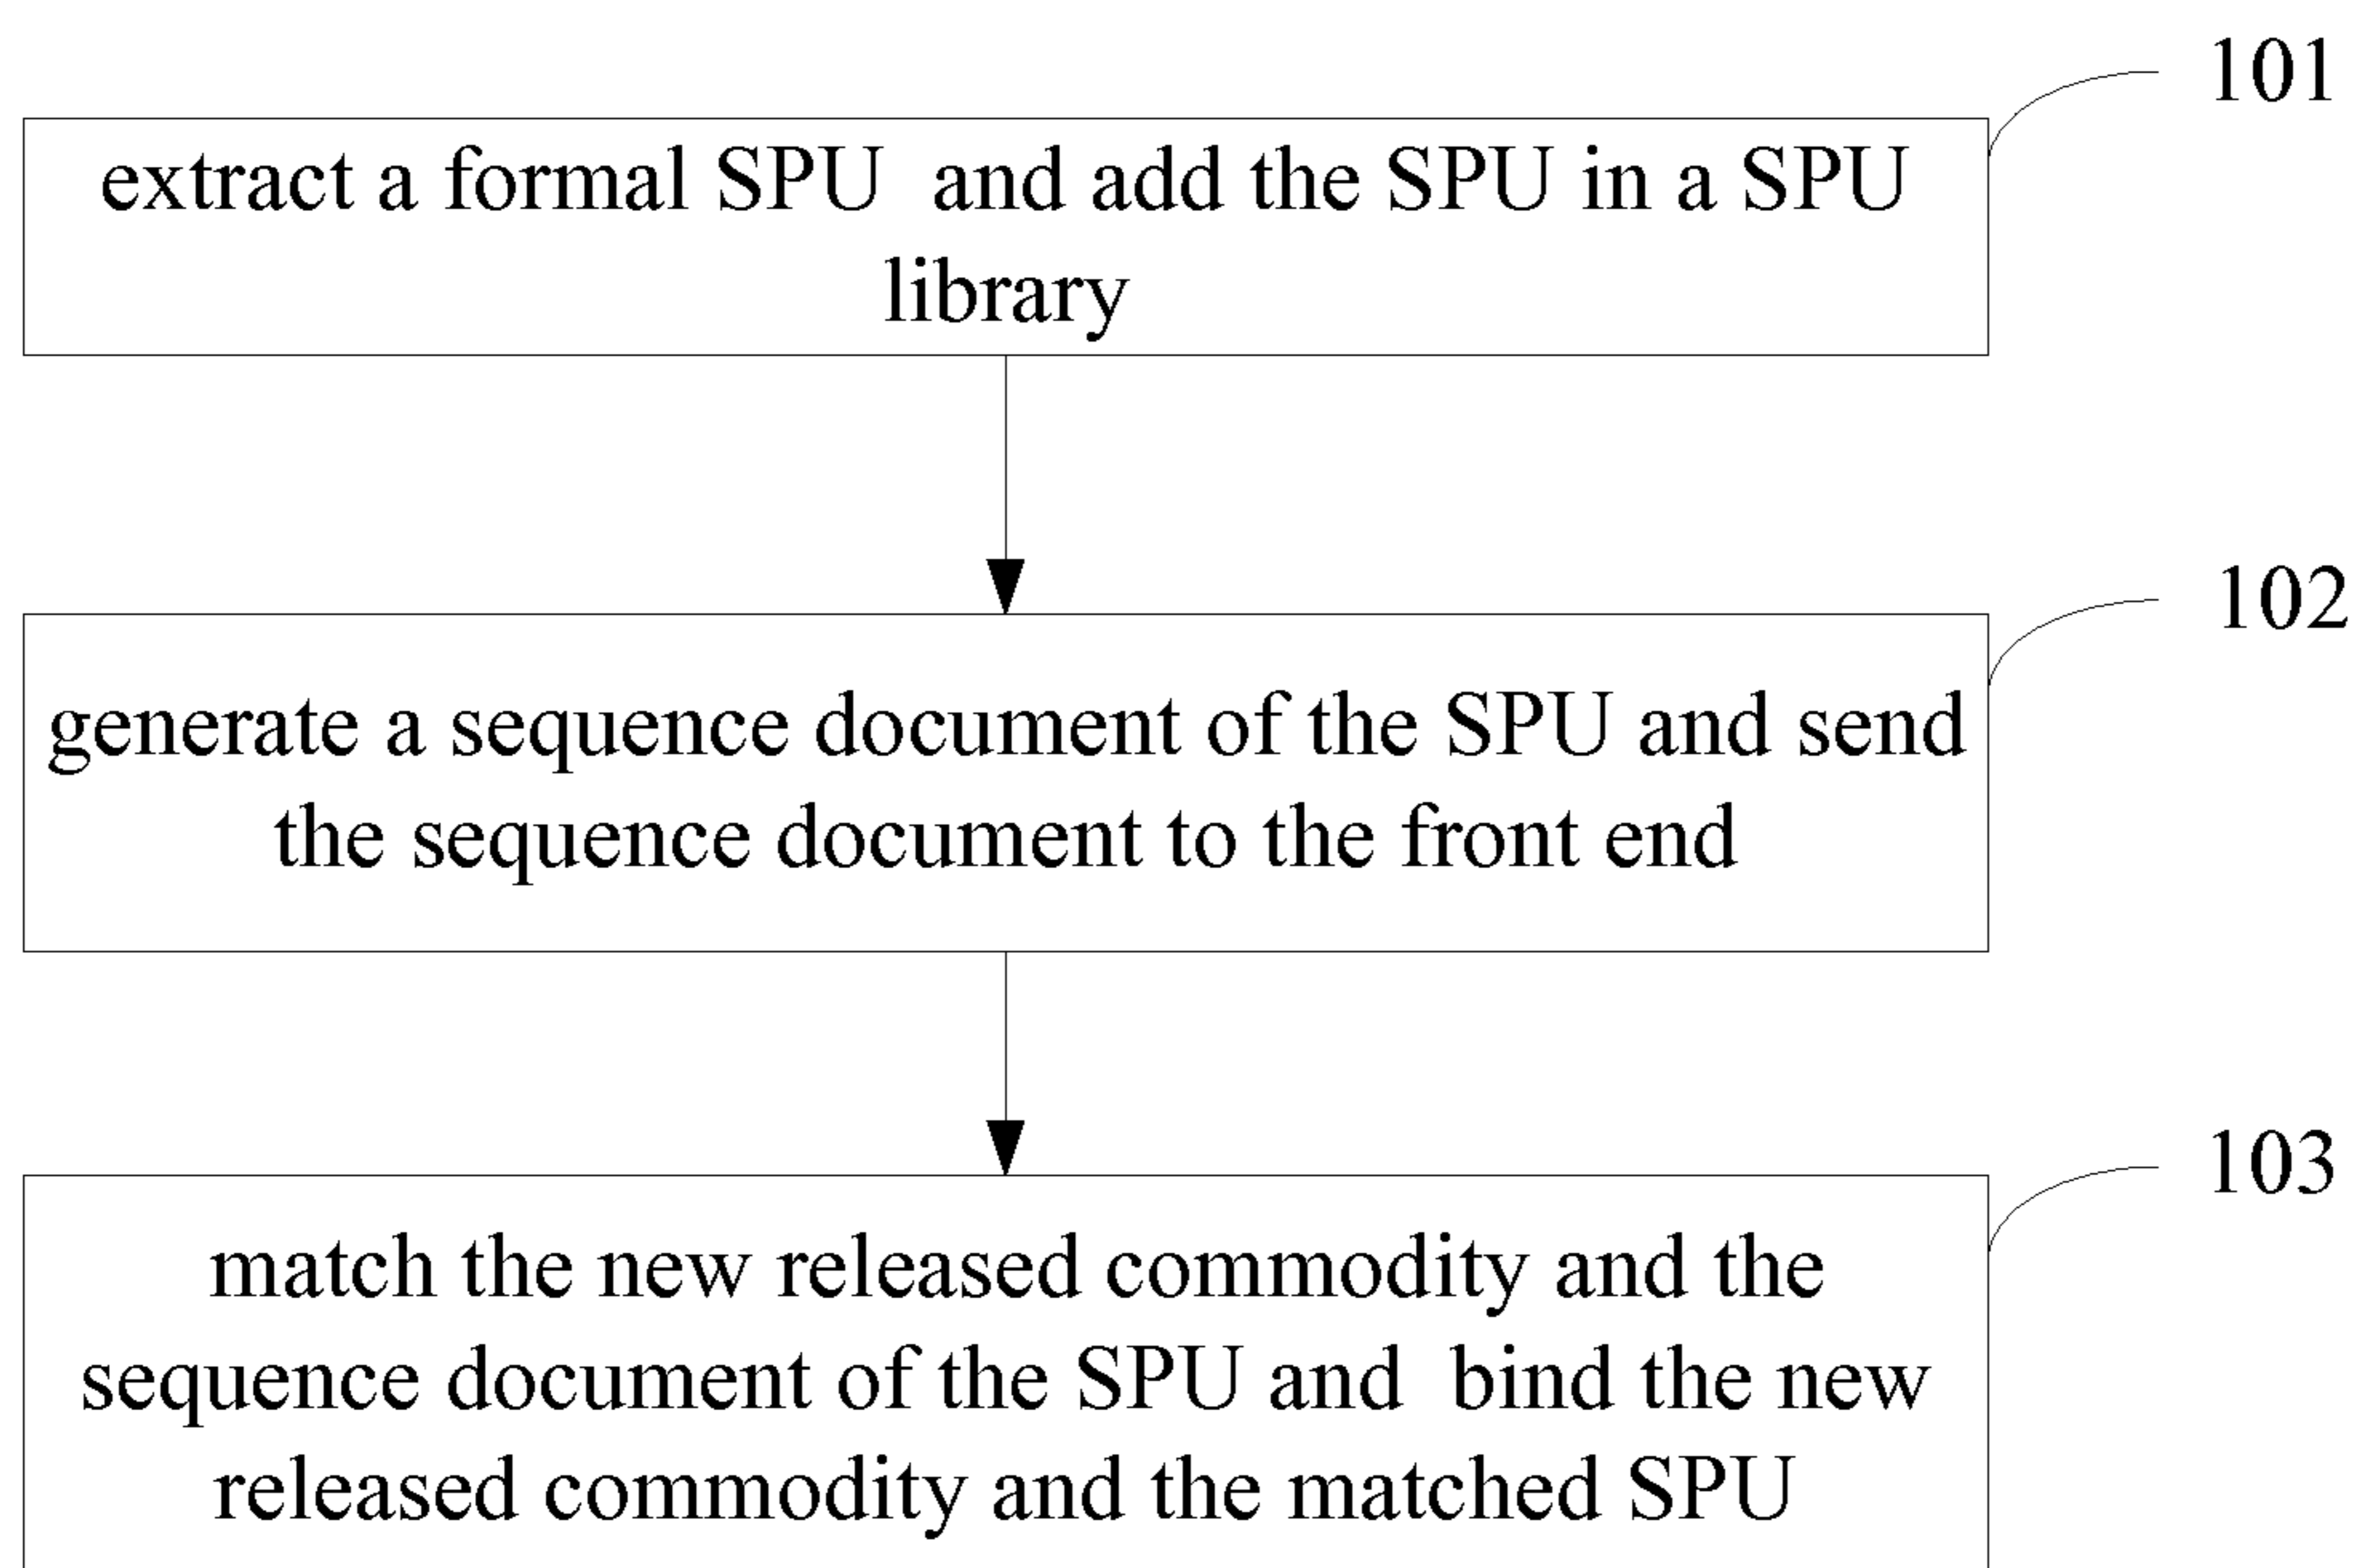 101
extract a formal SPU and add the SPU in a SPU
library
102
generate a sequence document of the SPU and send
the sequence document to the front end
103
match the new released commodity and the
sequence document of the SPU and bind the new
released commodity and the matched SPU